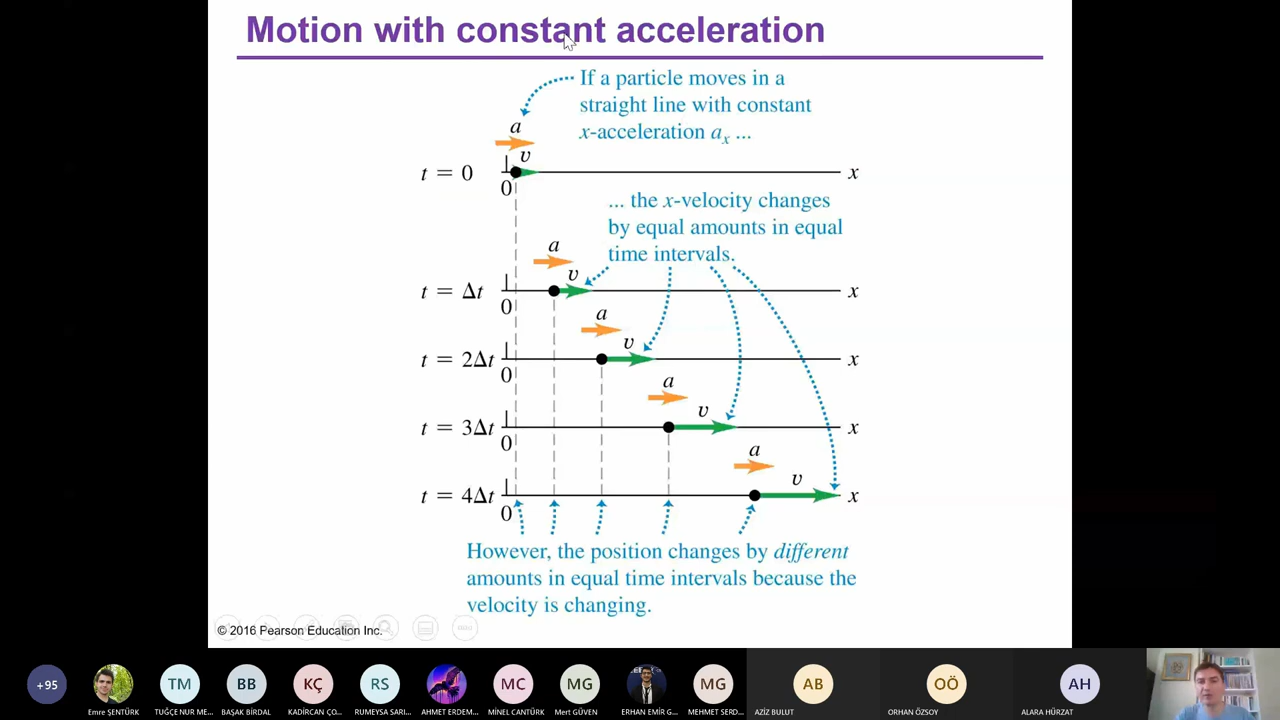 Motion with constant acceleration
If a particle moves in a
straight line with constant
x-acceleration aₓ ...
a
v
t = 0
0
x
... the x-velocity changes
by equal amounts in equal
time intervals.
a
v
t = Δt
0
x
a
v
t = 2Δt
0
x
a
v
t = 3Δt
0
x
a
v
t = 4Δt
0
x
However, the position changes by different
amounts in equal time intervals because the
velocity is changing.
© 2016 Pearson Education Inc.
+95
TM
BB
KÇ
RS
MC
MG
MG
AB
OÖ
AH
Emre ŞENTÜRK
TUĞÇE NUR ME...
BAŞAK BİRDAL
KADİRCAN ÇO...
RUMEYSA SARI...
AHMET ERDEM...
MİNEL CANTÜRK
Mert GÜVEN
ERHAN EMİR G...
MEHMET SERD...
AZİZ BULUT
ORHAN ÖZSOY
ALARA HÜRZAT